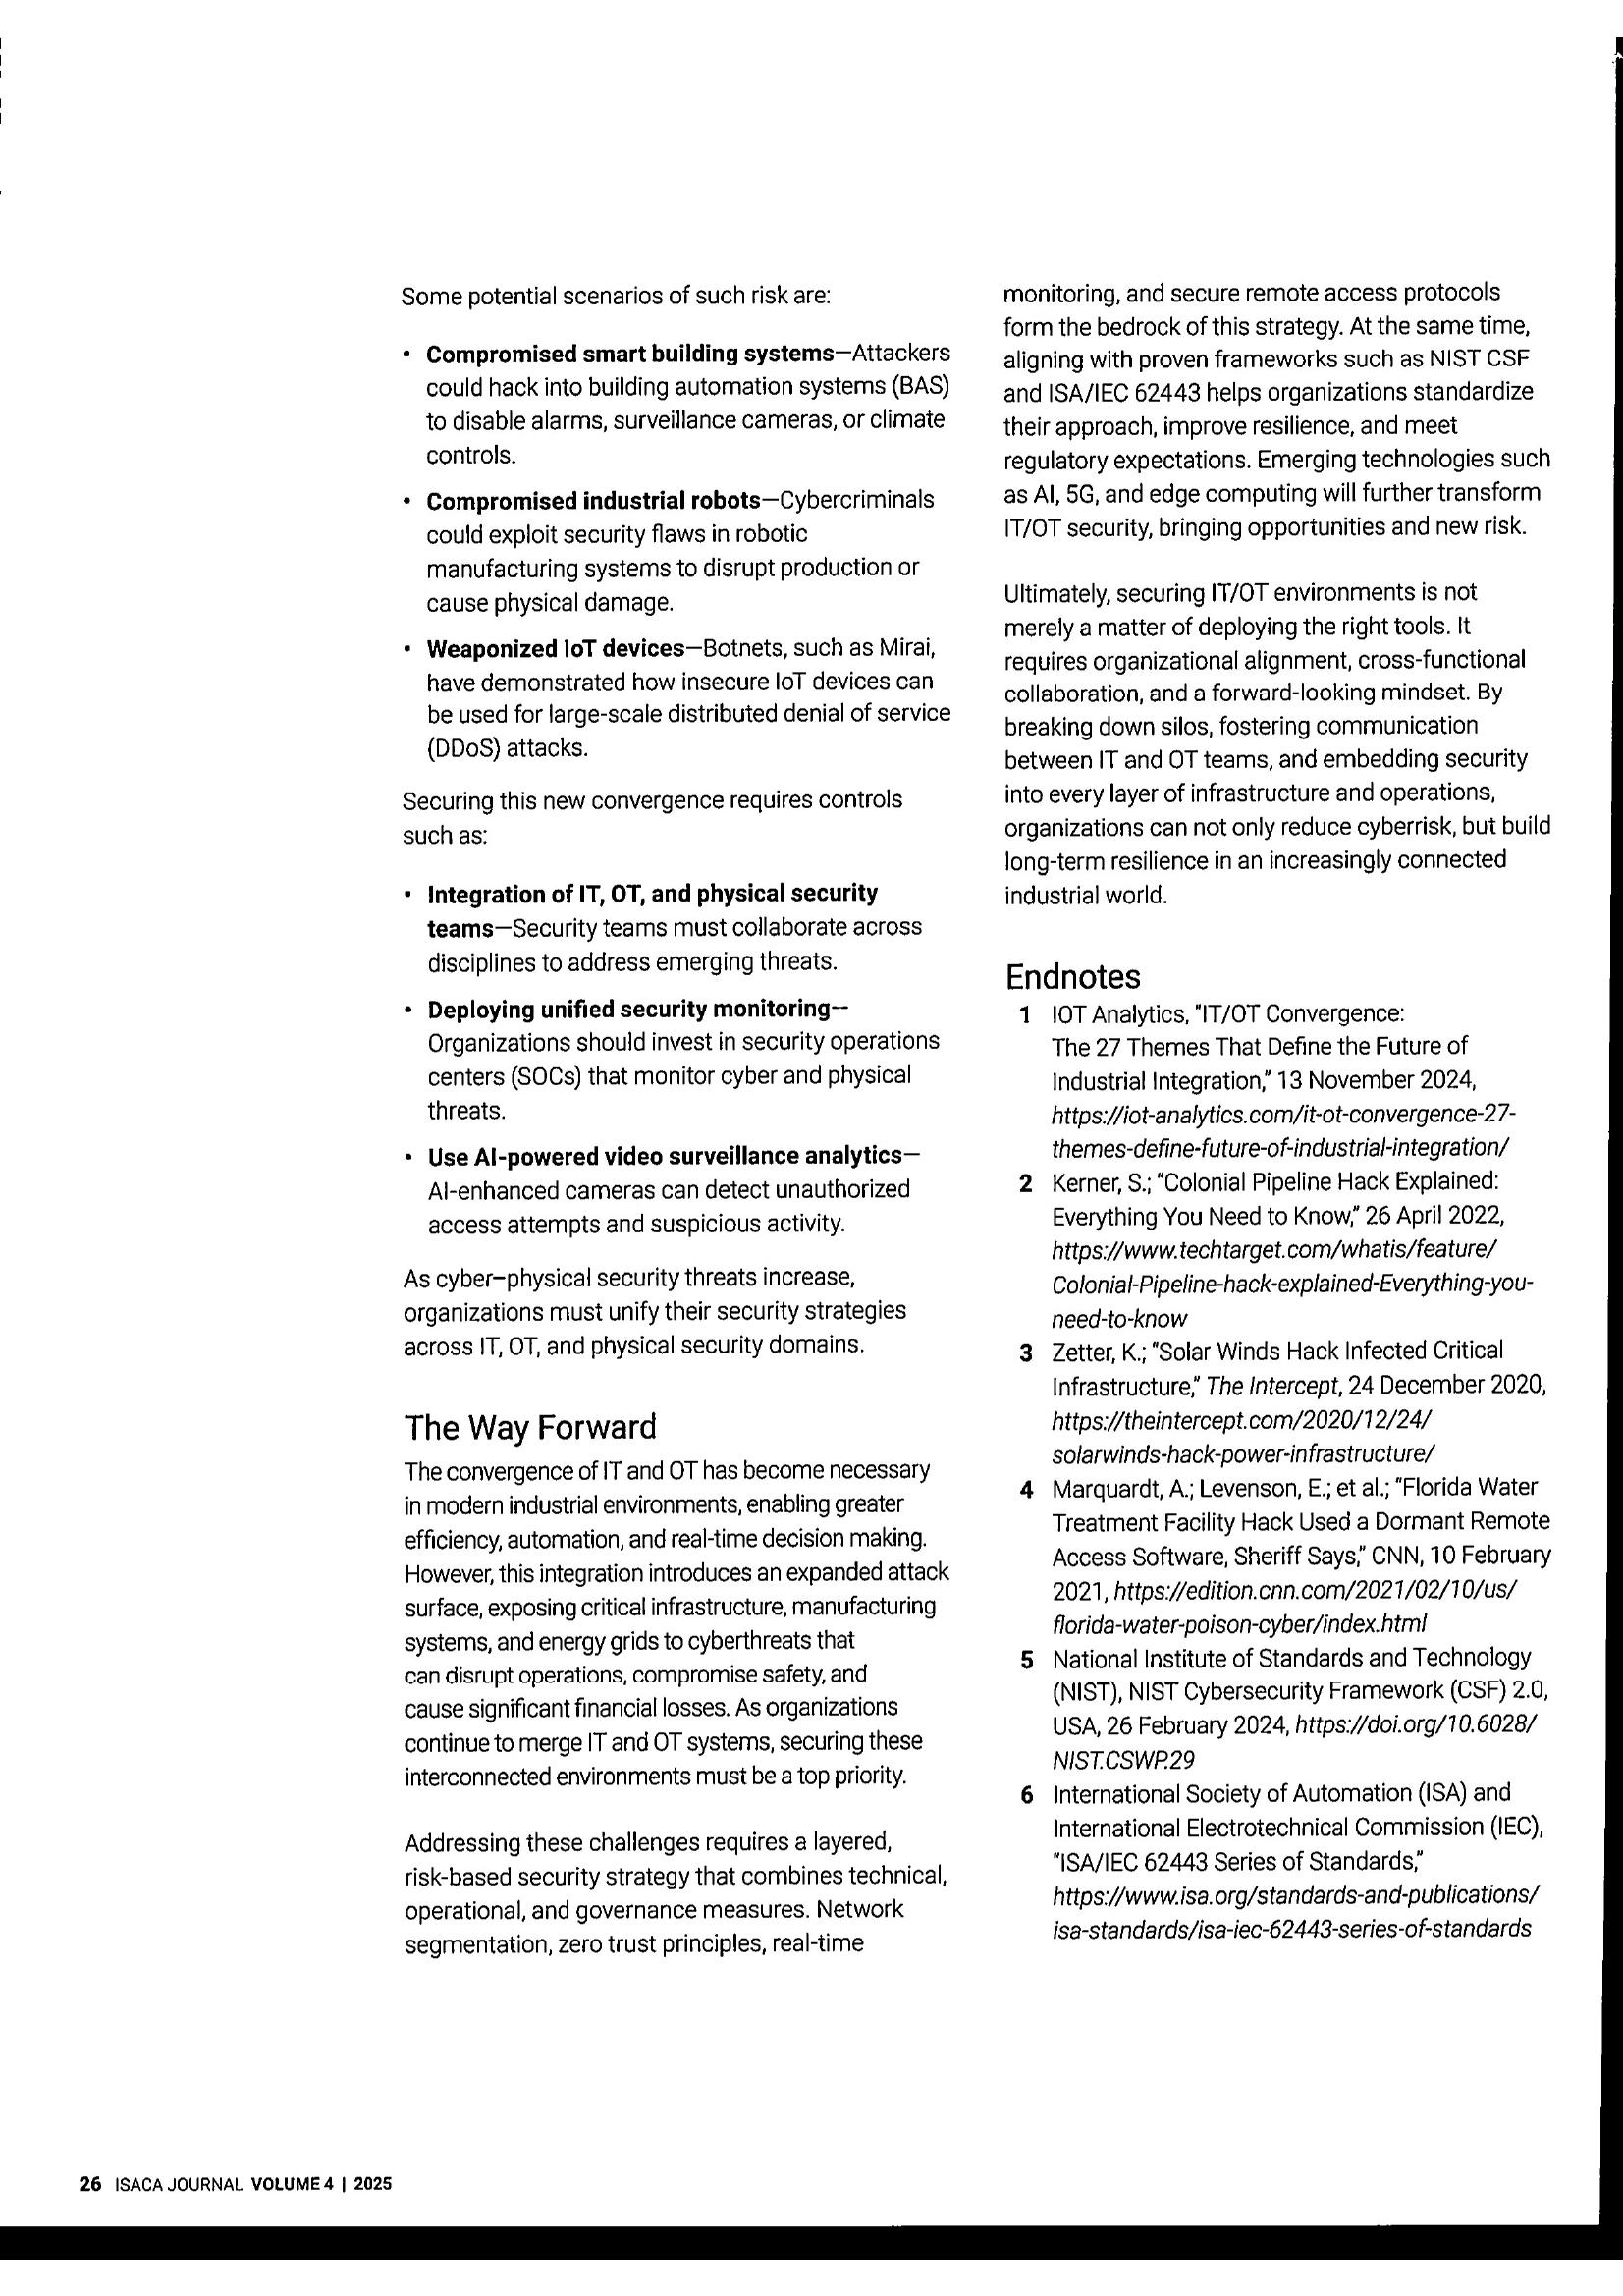 Some potential scenarios of such risk are:
• Compromised smart building systems—Attackers
could hack into building automation systems (BAS)
to disable alarms, surveillance cameras, or climate
controls.
• Compromised industrial robots—Cybercriminals
could exploit security flaws in robotic
manufacturing systems to disrupt production or
cause physical damage.
• Weaponized IoT devices—Botnets, such as Mirai,
have demonstrated how insecure IoT devices can
be used for large-scale distributed denial of service
(DDoS) attacks.
Securing this new convergence requires controls
such as:
• Integration of IT, OT, and physical security
teams—Security teams must collaborate across
disciplines to address emerging threats.
• Deploying unified security monitoring—
Organizations should invest in security operations
centers (SOCs) that monitor cyber and physical
threats.
• Use AI-powered video surveillance analytics—
AI-enhanced cameras can detect unauthorized
access attempts and suspicious activity.
As cyber–physical security threats increase,
organizations must unify their security strategies
across IT, OT, and physical security domains.
The Way Forward
The convergence of IT and OT has become necessary
in modern industrial environments, enabling greater
efficiency, automation, and real-time decision making.
However, this integration introduces an expanded attack
surface, exposing critical infrastructure, manufacturing
systems, and energy grids to cyberthreats that
can disrupt operations, compromise safety, and
cause significant financial losses. As organizations
continue to merge IT and OT systems, securing these
interconnected environments must be a top priority.
Addressing these challenges requires a layered,
risk-based security strategy that combines technical,
operational, and governance measures. Network
segmentation, zero trust principles, real-time
monitoring, and secure remote access protocols
form the bedrock of this strategy. At the same time,
aligning with proven frameworks such as NIST CSF
and ISA/IEC 62443 helps organizations standardize
their approach, improve resilience, and meet
regulatory expectations. Emerging technologies such
as AI, 5G, and edge computing will further transform
IT/OT security, bringing opportunities and new risk.
Ultimately, securing IT/OT environments is not
merely a matter of deploying the right tools. It
requires organizational alignment, cross-functional
collaboration, and a forward-looking mindset. By
breaking down silos, fostering communication
between IT and OT teams, and embedding security
into every layer of infrastructure and operations,
organizations can not only reduce cyberrisk, but build
long-term resilience in an increasingly connected
industrial world.
Endnotes
1 IOT Analytics, "IT/OT Convergence:
The 27 Themes That Define the Future of
Industrial Integration," 13 November 2024,
https://iot-analytics.com/it-ot-convergence-27-
themes-define-future-of-industrial-integration/
2 Kerner, S.; "Colonial Pipeline Hack Explained:
Everything You Need to Know," 26 April 2022,
https://www.techtarget.com/whatis/feature/
Colonial-Pipeline-hack-explained-Everything-you-
need-to-know
3 Zetter, K.; "Solar Winds Hack Infected Critical
Infrastructure," The Intercept, 24 December 2020,
https://theintercept.com/2020/12/24/
solarwinds-hack-power-infrastructure/
4 Marquardt, A.; Levenson, E.; et al.; "Florida Water
Treatment Facility Hack Used a Dormant Remote
Access Software, Sheriff Says," CNN, 10 February
2021, https://edition.cnn.com/2021/02/10/us/
florida-water-poison-cyber/index.html
5 National Institute of Standards and Technology
(NIST), NIST Cybersecurity Framework (CSF) 2.0,
USA, 26 February 2024, https://doi.org/10.6028/
NIST.CSWP.29
6 International Society of Automation (ISA) and
International Electrotechnical Commission (IEC),
"ISA/IEC 62443 Series of Standards,"
https://www.isa.org/standards-and-publications/
isa-standards/isa-iec-62443-series-of-standards
26 ISACA JOURNAL VOLUME 4 | 2025